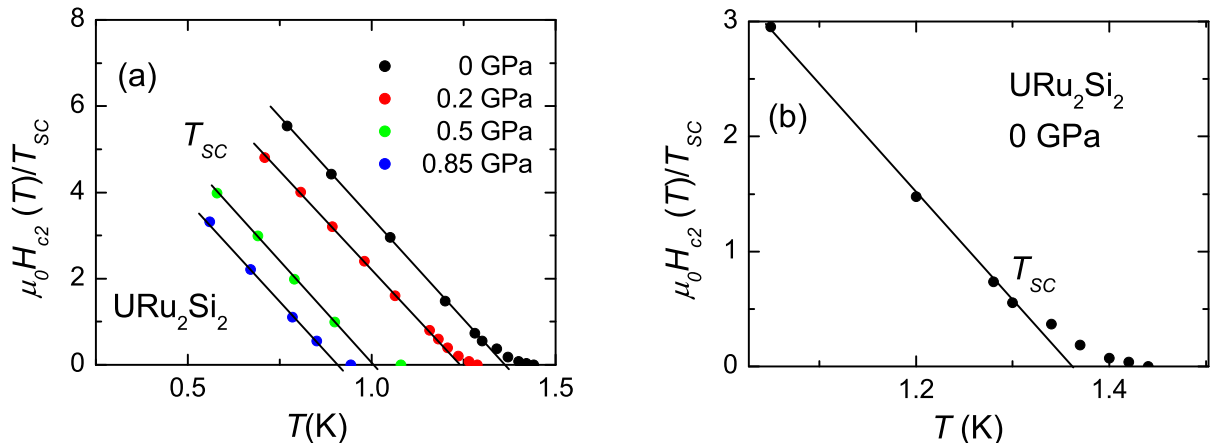 (a)
0 GPa
0.2 GPa
0.5 GPa
0.85 GPa
T_SC
URu₂Si₂
8
6
4
2
0
0.5
1.0
1.5
T(K)
μ₀H_c2 (T)/T_SC
(b)
URu₂Si₂
0 GPa
T_SC
3
2
1
0
1.2
1.4
T (K)
μ₀H_c2 (T)/T_SC